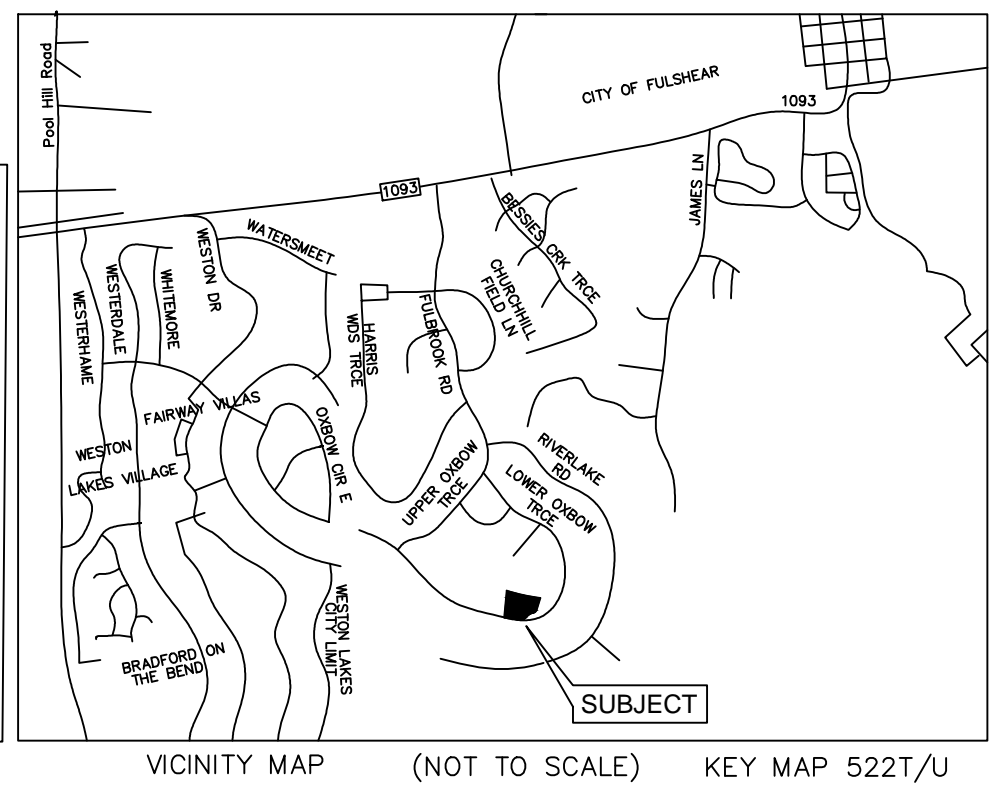 Pool Hill Road
CITY OF FULSHEAR
1093
1093
JAMES LN
BESSIES CRK TRCE
WATERSMEET
WESTON DR
CHURCHHILL
FIELD LN
WESTERHAME
WESTERDALE
WHITEMORE
HARRIS
WDS TRCE
FULBROOK RD
FAIRWAY VILLAS
OXBOW CIR E
WESTON
LAKES VILLAGE
UPPER OXBOW
TRCE
RIVERLAKE
RD
LOWER OXBOW
TRCE
WESTON LAKES
CITY LIMIT
BRADFORD ON
THE BEND
SUBJECT
VICINITY MAP (NOT TO SCALE) KEY MAP 522T/U